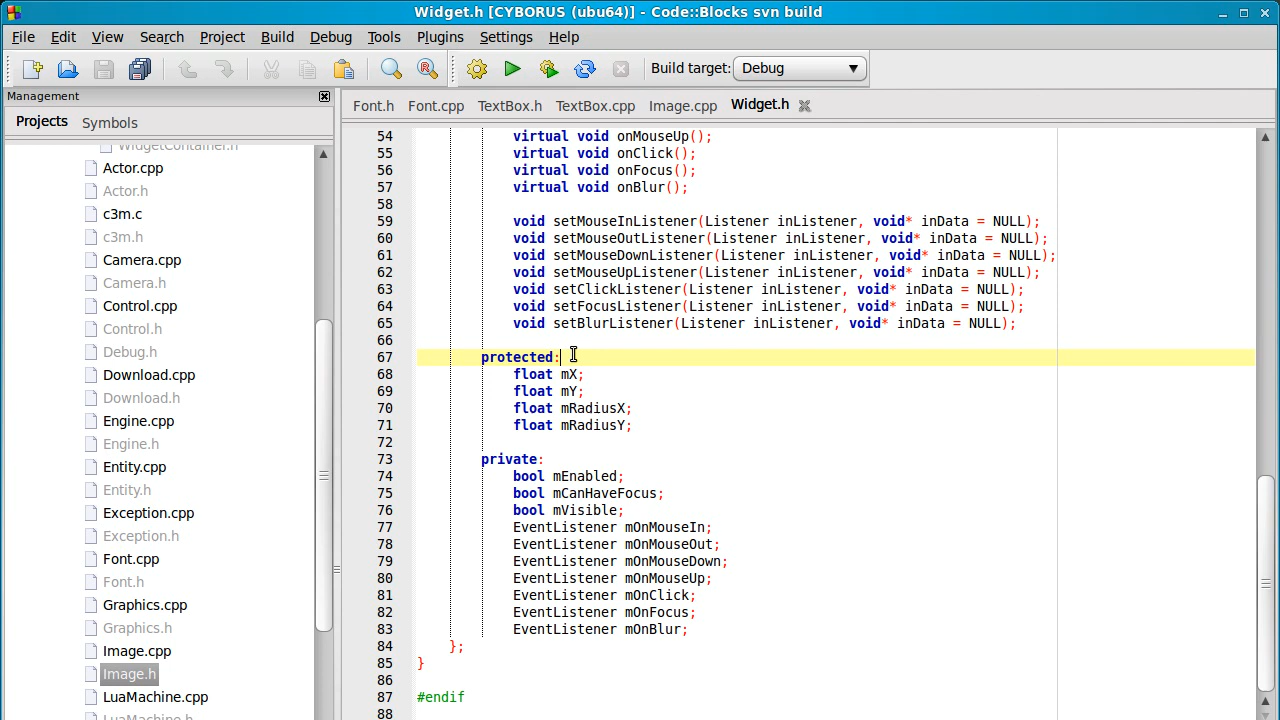 Widget.h [CYBORUS (ubu64)] - Code::Blocks svn build
File Edit View Search Project Build Debug Tools Plugins Settings Help
Build target: Debug
Management
Projects Symbols
WidgetContainer.h
Actor.cpp
Actor.h
c3m.c
c3m.h
Camera.cpp
Camera.h
Control.cpp
Control.h
Debug.h
Download.cpp
Download.h
Engine.cpp
Engine.h
Entity.cpp
Entity.h
Exception.cpp
Exception.h
Font.cpp
Font.h
Graphics.cpp
Graphics.h
Image.cpp
Image.h
LuaMachine.cpp
LuaMachine.h
Font.h Font.cpp TextBox.h TextBox.cpp Image.cpp Widget.h
54 virtual void onMouseUp();
55 virtual void onClick();
56 virtual void onFocus();
57 virtual void onBlur();
58
59 void setMouseInListener(Listener inListener, void* inData = NULL);
60 void setMouseOutListener(Listener inListener, void* inData = NULL);
61 void setMouseDownListener(Listener inListener, void* inData = NULL);
62 void setMouseUpListener(Listener inListener, void* inData = NULL);
63 void setClickListener(Listener inListener, void* inData = NULL);
64 void setFocusListener(Listener inListener, void* inData = NULL);
65 void setBlurListener(Listener inListener, void* inData = NULL);
66
67 protected:
68 float mX;
69 float mY;
70 float mRadiusX;
71 float mRadiusY;
72
73 private:
74 bool mEnabled;
75 bool mCanHaveFocus;
76 bool mVisible;
77 EventListener mOnMouseIn;
78 EventListener mOnMouseOut;
79 EventListener mOnMouseDown;
80 EventListener mOnMouseUp;
81 EventListener mOnClick;
82 EventListener mOnFocus;
83 EventListener mOnBlur;
84 };
85 }
86
87 #endif
88